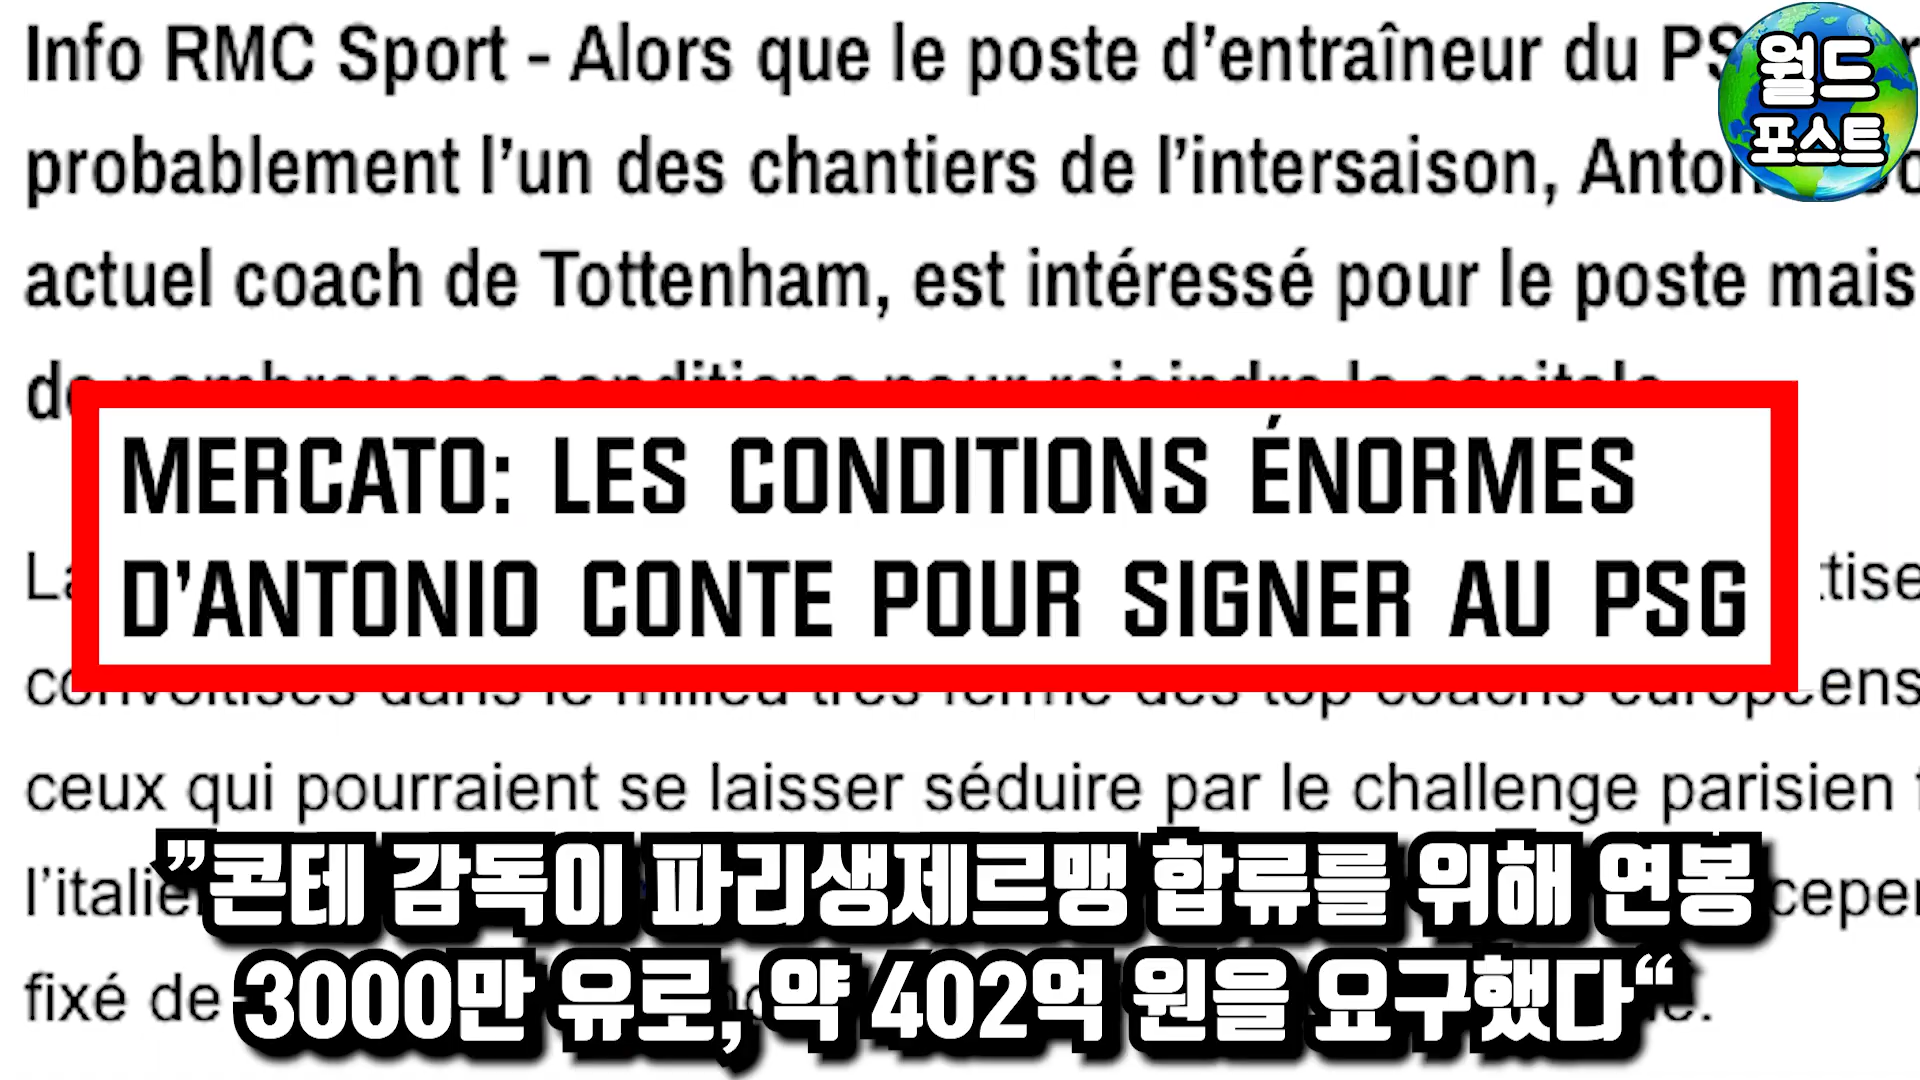 Info RMC Sport - Alors que le poste d'entraîneur du
월드
포스트
probablement l'un des chantiers de l'intersaison,
actuel coach de Tottenham, est intéressé pour le poste mais
MERCATO: LES CONDITIONS ÉNORMES
D'ANTONIO CONTE POUR SIGNER AU PSG
ceux qui pourraient se laisser séduire par le challenge parisien
"콘테 감독이 파리생제르맹 합류를 위해 연봉
fixé de
3000만 유로, 약 402억 원을 요구했다"